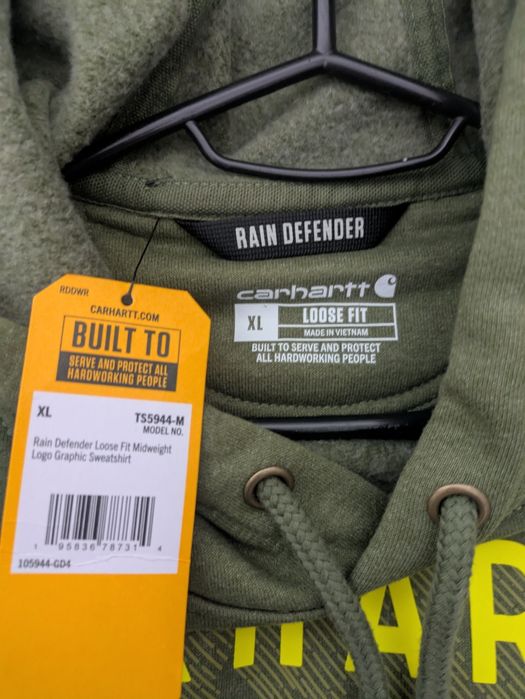 RAIN DEFENDER
carhartt
XL
LOOSE FIT
MADE IN VIETNAM
BUILT TO SERVE AND PROTECT
ALL HARDWORKING PEOPLE
RDDWR
CARHARTT.COM
BUILT TO
SERVE AND PROTECT ALL
HARDWORKING PEOPLE
XL
TS5944-M
MODEL NO.
Rain Defender Loose Fit Midweight
Logo Graphic Sweatshirt
1 95836 78731 4
105944-GD4
HAR